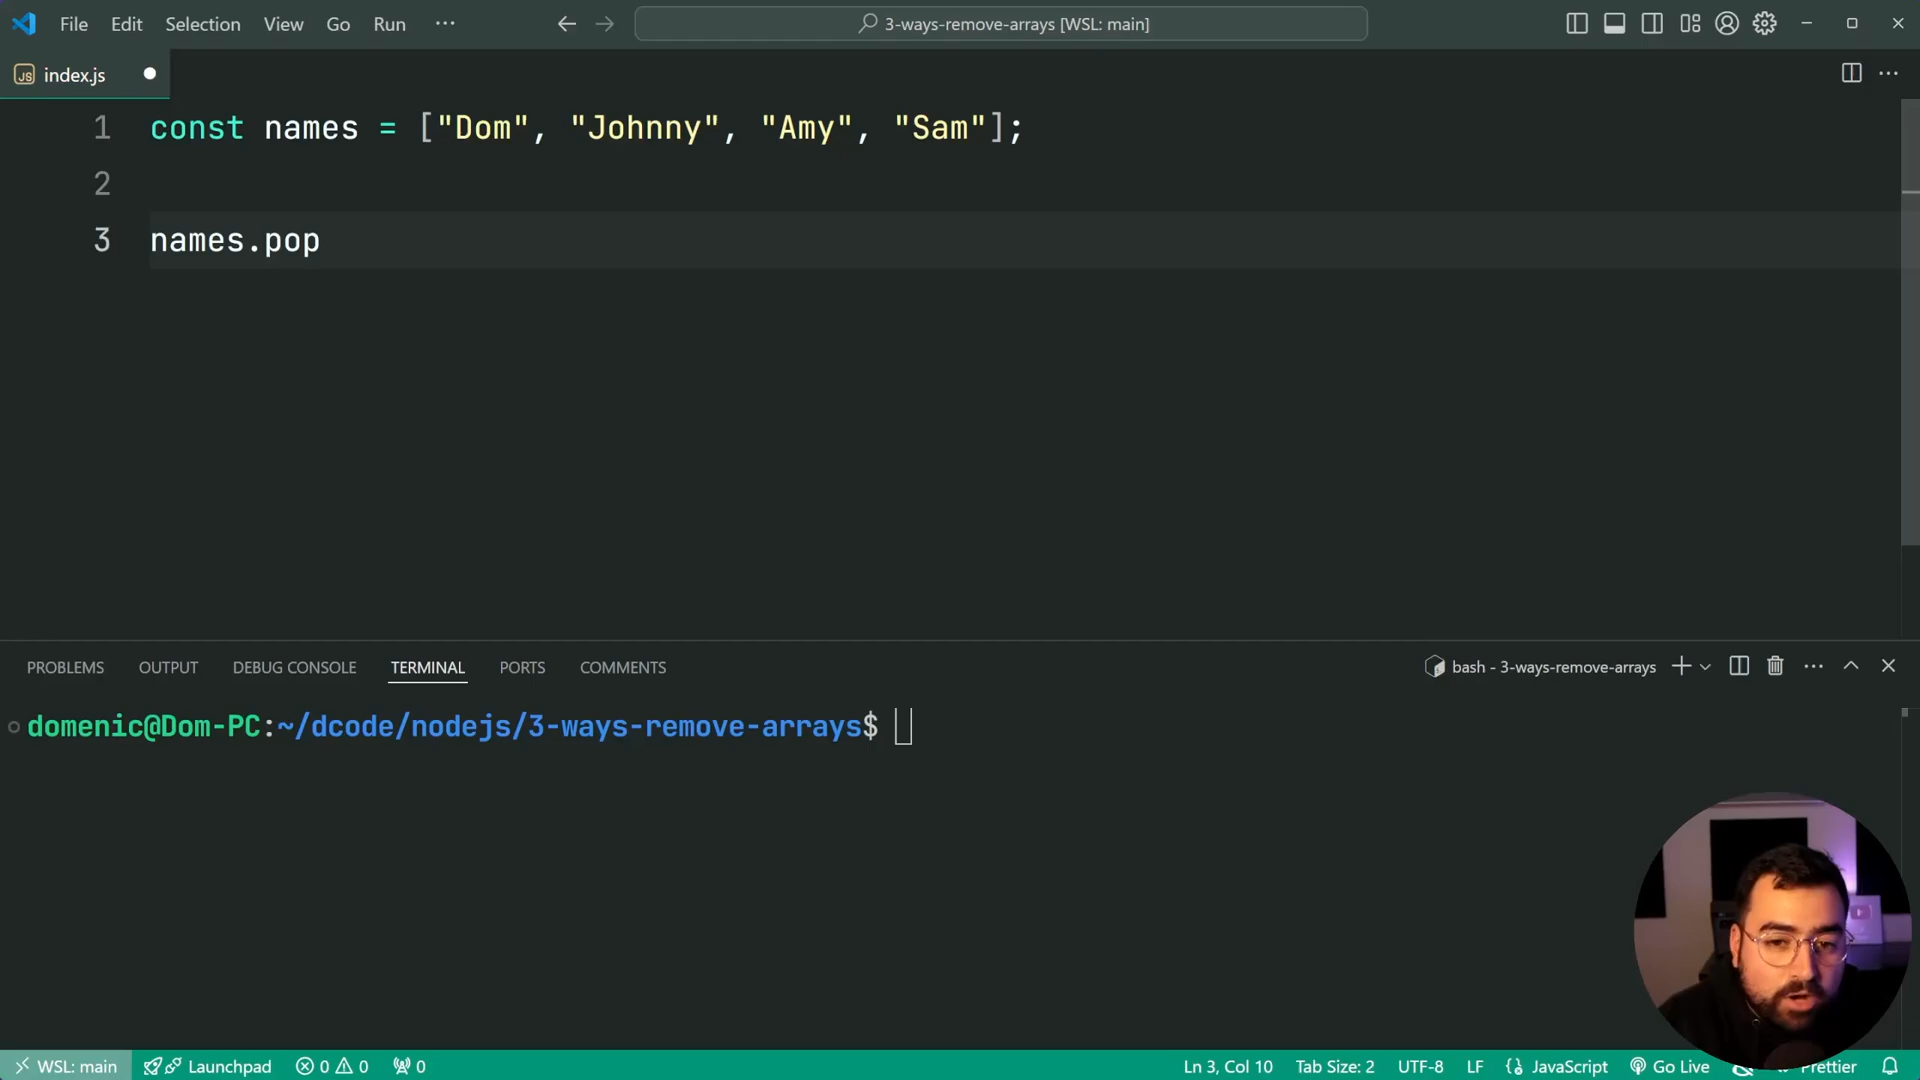 File Edit Selection View Go Run ··· 3-ways-remove-arrays [WSL: main]
JS index.js
1 const names = ["Dom", "Johnny", "Amy", "Sam"];
2
3 names.pop
PROBLEMS OUTPUT DEBUG CONSOLE TERMINAL PORTS COMMENTS bash - 3-ways-remove-arrays
domenic@Dom-PC:~/dcode/nodejs/3-ways-remove-arrays$
WSL: main Launchpad 0 0 0 Ln 3, Col 10 Tab Size: 2 UTF-8 LF {} JavaScript Go Live Prettier